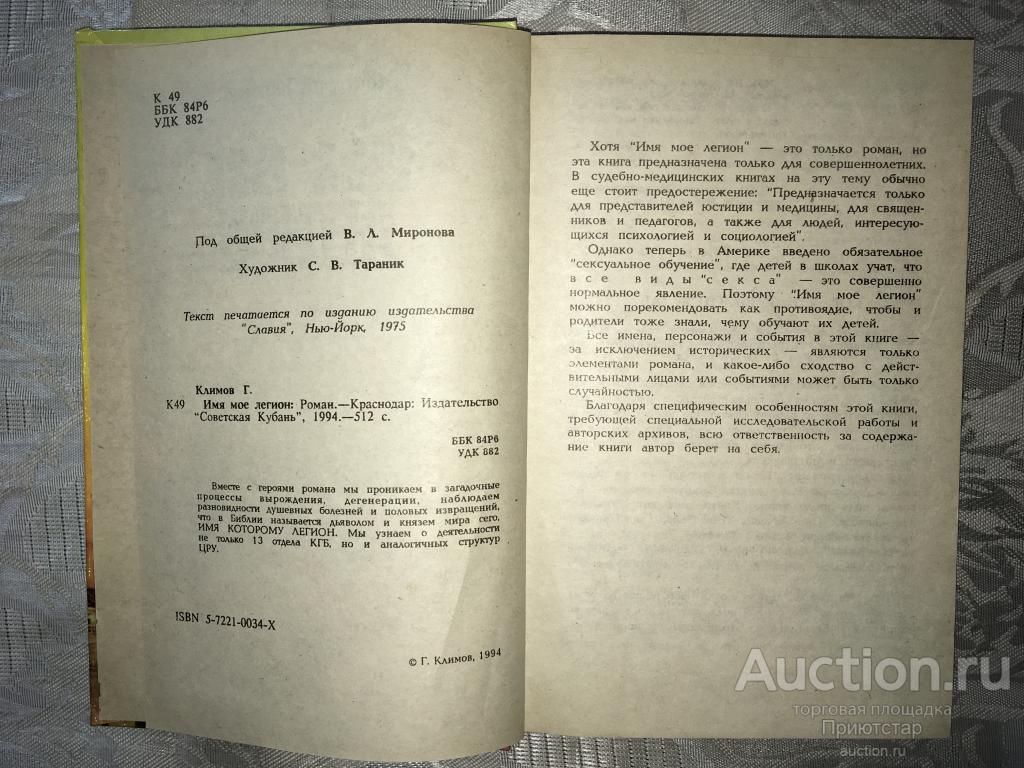 К 49
ББК 84Р6
УДК 882
Под общей редакцией В. Л. Миронова
Художник С. В. Тараник
Текст печатается по изданию издательства
"Славия", Нью-Йорк, 1975
Климов Г.
К49 Имя мое легион: Роман.—Краснодар: Издательство
"Советская Кубань", 1994.—512 с.
ББК 84Р6
УДК 882
Вместе с героями романа мы проникаем в загадочные
процессы вырождения, дегенерации, наблюдаем
разновидности душевных болезней и половых извращений,
что в Библии называется дьяволом и князем мира сего,
ИМЯ КОТОРОМУ ЛЕГИОН. Мы узнаем о деятельности
не только 13 отдела КГБ, но и аналогичных структур
ЦРУ.
ISBN 5-7221-0034-X
© Г. Климов, 1994
Хотя "Имя мое легион" — это только роман, но
эта книга предназначена только для совершеннолетних.
В судебно-медицинских книгах на эту тему обычно
еще стоит предостережение: "Предназначается только
для представителей юстиции и медицины, для священ-
ников и педагогов, а также для людей, интересую-
щихся психологией и социологией".
Однако теперь в Америке введено обязательное
"сексуальное обучение", где детей в школах учат, что
все виды "секса" — это совершенно
нормальное явление. Поэтому "Имя мое легион"
можно порекомендовать как противоядие, чтобы и
родители тоже знали, чему обучают их детей.
Все имена, персонажи и события в этой книге —
за исключением исторических — являются только
элементами романа, и какое-либо сходство с дейст-
вительными лицами или событиями может быть только
случайностью.
Благодаря специфическим особенностям этой книги,
требующей специальной исследовательской работы и
авторских архивов, всю ответственность за содержа-
ние книги автор берет на себя.
Auction.ru
торговая площадка
Приютстар
auction.ru